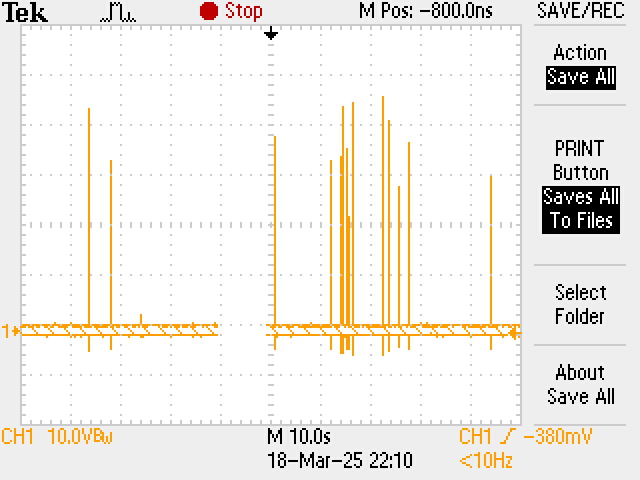 Tek Stop M Pos: −800.0ns SAVE/REC
Action
Save All
PRINT
Button
Saves All
To Files
Select
Folder
About
Save All
1
CH1 10.0VBW M 10.0s CH1 −380mV
18-Mar-25 22:10 <10Hz